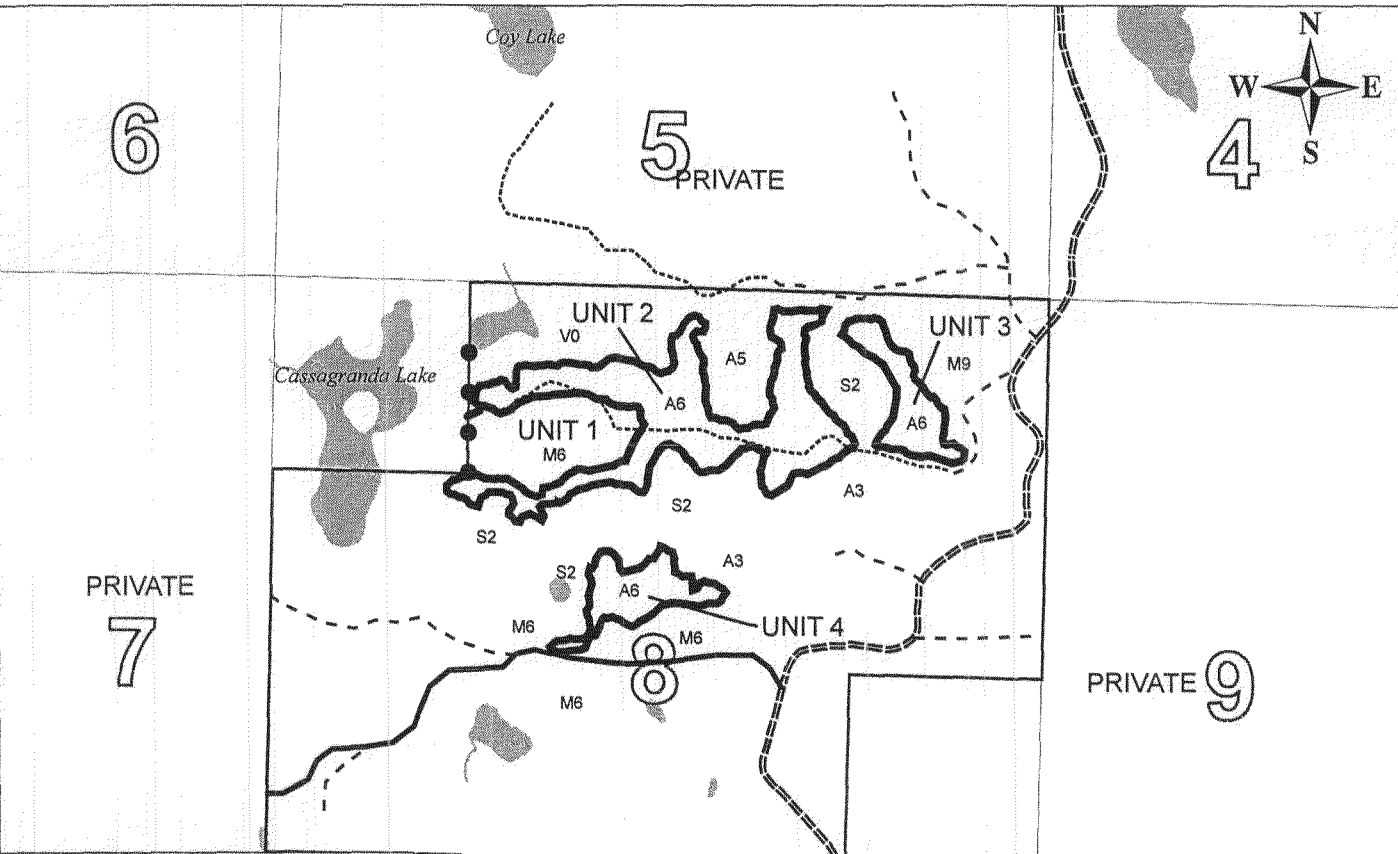 Coy Lake
N
W E
S
6
5
4
PRIVATE
UNIT 2
V0
UNIT 3
A5
M9
Cassagranda Lake
S2
A6
A6
UNIT 1
M6
A3
S2
S2
A3
S2
A6
PRIVATE
M6
UNIT 4
M6
7
8
PRIVATE 9
M6